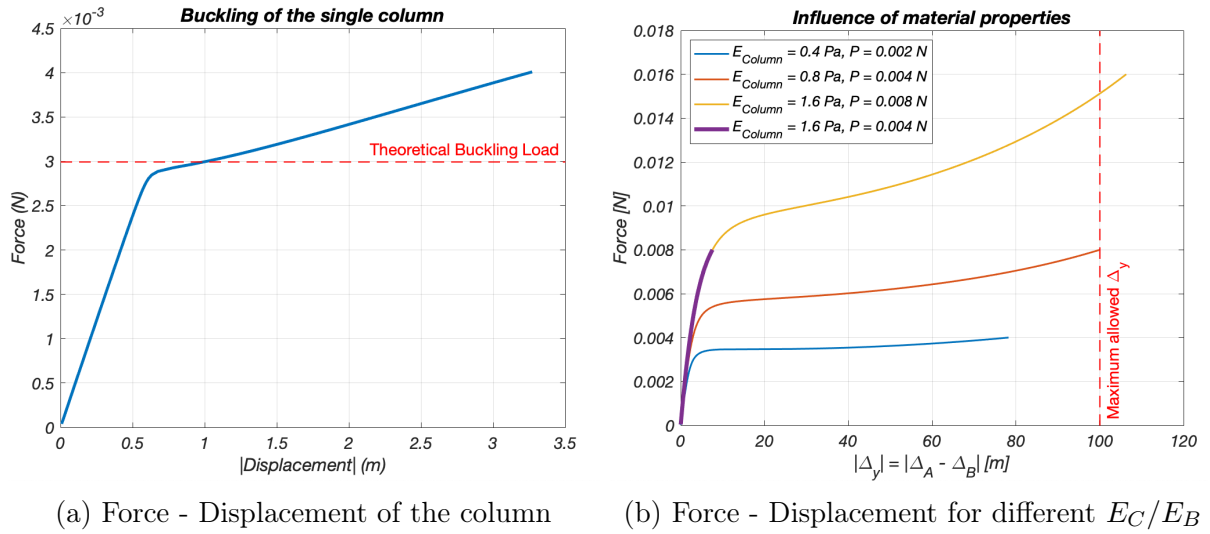 Buckling of the single column
×10⁻³
4.5
4
3.5
3
2.5
2
1.5
1
0.5
0
Force (N)
Theoretical Buckling Load
0 0.5 1 1.5 2 2.5 3 3.5
|Displacement| (m)
(a) Force - Displacement of the column
Influence of material properties
0.018
0.016
0.014
0.012
0.01
0.008
0.006
0.004
0.002
0
Force [N]
E_Column = 0.4 Pa, P = 0.002 N
E_Column = 0.8 Pa, P = 0.004 N
E_Column = 1.6 Pa, P = 0.008 N
E_Column = 1.6 Pa, P = 0.004 N
Maximum allowed Δ_y
0 20 40 60 80 100 120
|Δ_y| = |Δ_A - Δ_B| [m]
(b) Force - Displacement for different E_C/E_B